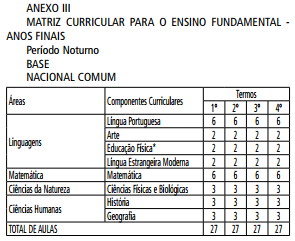 ANEXO III
MATRIZ CURRICULAR PARA O ENSINO FUNDAMENTAL -
ANOS FINAIS
Período Noturno
BASE
NACIONAL COMUM
Áreas Componentes Curriculares Termos
1º 2º 3º 4º
Linguagens
Língua Portuguesa 6 6 6 6
Arte 2 2 2 2
Educação Física* 2 2 2 2
Língua Estrangeira Moderna 2 2 2 2
Matemática Matemática 6 6 6 6
Ciências da Natureza Ciências Físicas e Biológicas 3 3 3 3
Ciências Humanas
História 3 3 3 3
Geografia 3 3 3 3
TOTAL DE AULAS 27 27 27 27